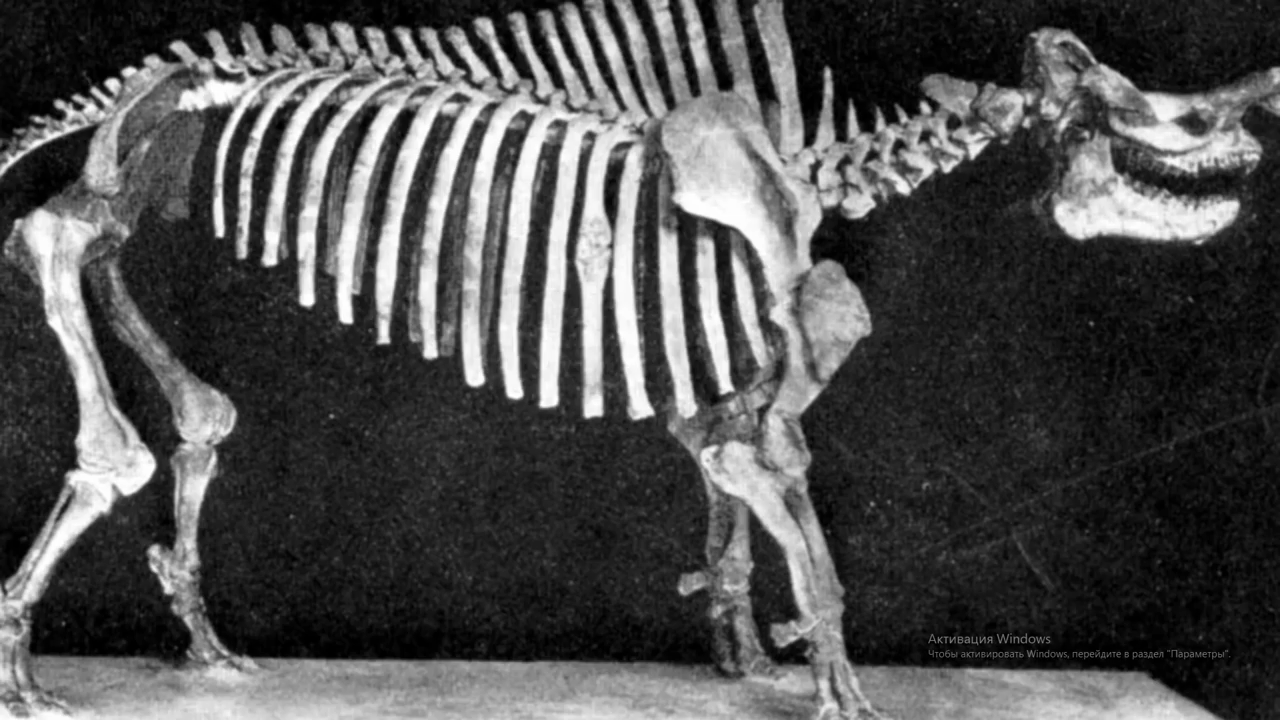 Активация Windows
Чтобы активировать Windows, перейдите в раздел "Параметры".